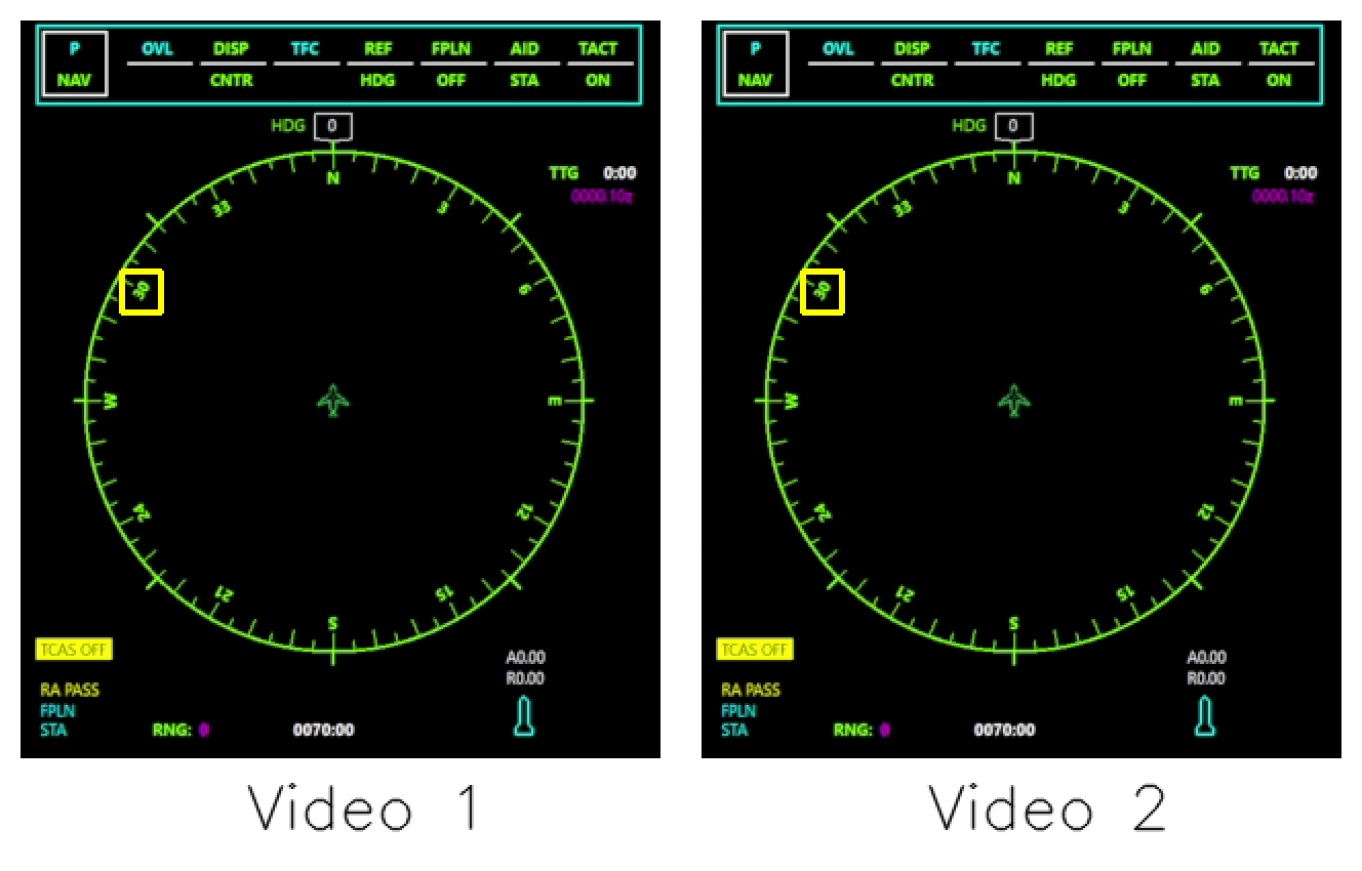 P OVL DISP TFC REF FPLN AID TACT
NAV CNTR HDG OFF STA ON
HDG 0
TTG 0:00
0000.10z
N
33 3
30 6
W E
24 12
21 15
S
TCAS OFF
A0.00
R0.00
RA PASS
FPLN
STA RNG: 0 0070:00
Video 1
P OVL DISP TFC REF FPLN AID TACT
NAV CNTR HDG OFF STA ON
HDG 0
TTG 0:00
0000.10z
N
33 3
30 6
W E
24 12
21 15
S
TCAS OFF
A0.00
R0.00
RA PASS
FPLN
STA RNG: 0 0070:00
Video 2